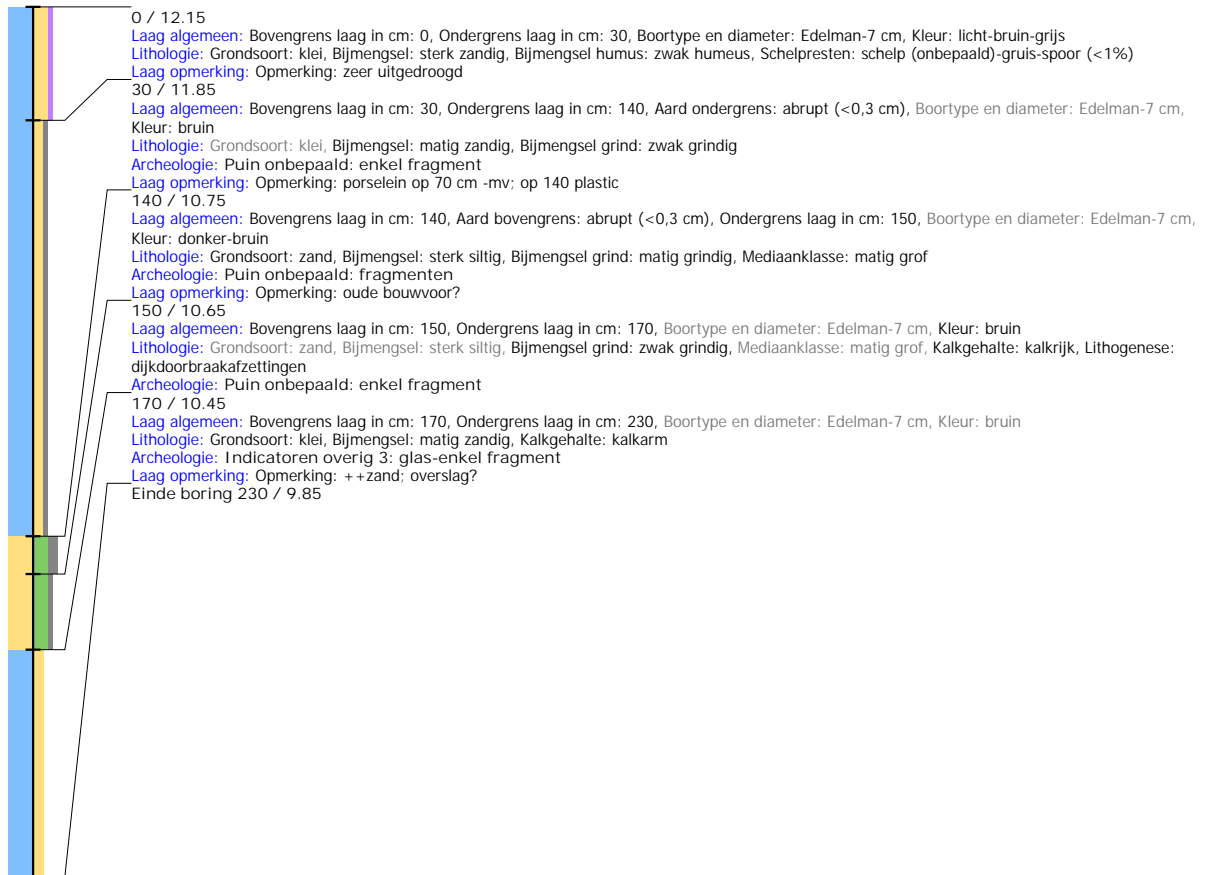 0 / 12.15
Laag algemeen: Bovengrens laag in cm: 0, Ondergrens laag in cm: 30, Boortype en diameter: Edelman-7 cm, Kleur: licht-bruin-grijs
Lithologie: Grondsoort: klei, Bijmengsel: sterk zandig, Bijmengsel humus: zwak humeus, Schelpresten: schelp (onbepaald)-gruis-spoor (<1%)
Laag opmerking: Opmerking: zeer uitgedroogd
30 / 11.85
Laag algemeen: Bovengrens laag in cm: 30, Ondergrens laag in cm: 140, Aard ondergrens: abrupt (<0,3 cm), Boortype en diameter: Edelman-7 cm,
Kleur: bruin
Lithologie: Grondsoort: klei, Bijmengsel: matig zandig, Bijmengsel grind: zwak grindig
Archeologie: Puin onbepaald: enkel fragment
Laag opmerking: Opmerking: porselein op 70 cm -mv; op 140 plastic
140 / 10.75
Laag algemeen: Bovengrens laag in cm: 140, Aard bovengrens: abrupt (<0,3 cm), Ondergrens laag in cm: 150, Boortype en diameter: Edelman-7 cm,
Kleur: donker-bruin
Lithologie: Grondsoort: zand, Bijmengsel: sterk siltig, Bijmengsel grind: matig grindig, Mediaanklasse: matig grof
Archeologie: Puin onbepaald: fragmenten
Laag opmerking: Opmerking: oude bouwvoor?
150 / 10.65
Laag algemeen: Bovengrens laag in cm: 150, Ondergrens laag in cm: 170, Boortype en diameter: Edelman-7 cm, Kleur: bruin
Lithologie: Grondsoort: zand, Bijmengsel: sterk siltig, Bijmengsel grind: zwak grindig, Mediaanklasse: matig grof, Kalkgehalte: kalkrijk, Lithogenese:
dijkdoorbraakafzettingen
Archeologie: Puin onbepaald: enkel fragment
170 / 10.45
Laag algemeen: Bovengrens laag in cm: 170, Ondergrens laag in cm: 230, Boortype en diameter: Edelman-7 cm, Kleur: bruin
Lithologie: Grondsoort: klei, Bijmengsel: matig zandig, Kalkgehalte: kalkarm
Archeologie: Indicatoren overig 3: glas-enkel fragment
Laag opmerking: Opmerking: ++zand; overslag?
Einde boring 230 / 9.85